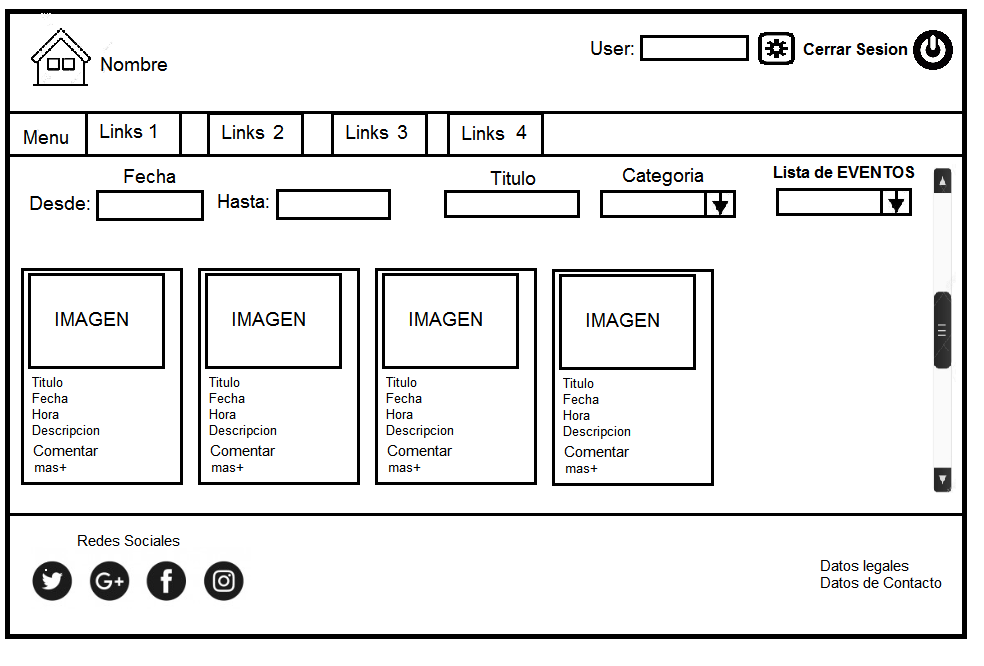 Nombre
User:
Cerrar Sesion
Menu
Links 1
Links 2
Links 3
Links 4
Fecha
Desde:
Hasta:
Titulo
Categoria
Lista de EVENTOS
IMAGEN
Titulo
Fecha
Hora
Descripcion
Comentar
mas+
IMAGEN
Titulo
Fecha
Hora
Descripcion
Comentar
mas+
IMAGEN
Titulo
Fecha
Hora
Descripcion
Comentar
mas+
IMAGEN
Titulo
Fecha
Hora
Descripcion
Comentar
mas+
Redes Sociales
G+
f
Datos legales
Datos de Contacto